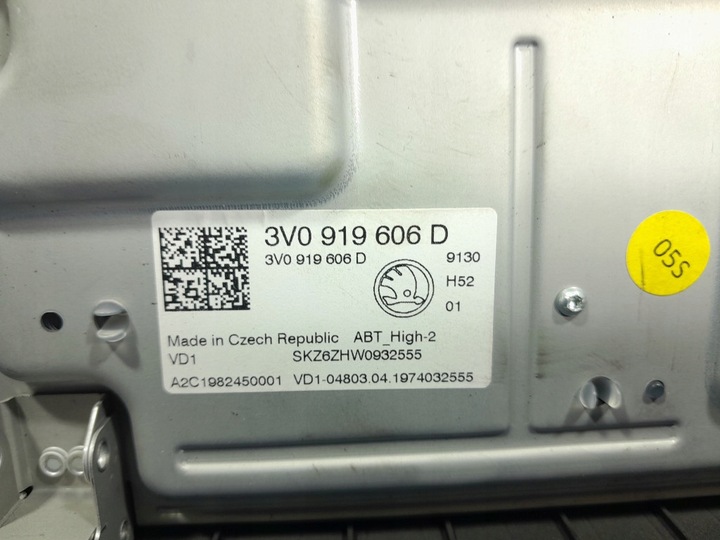 3V0 919 606 D
3V0 919 606 D
9130
H52
01
Made in Czech Republic ABT_High-2
VD1 SKZ6ZHW0932555
A2C1982450001 VD1-04803.04.1974032555
05S